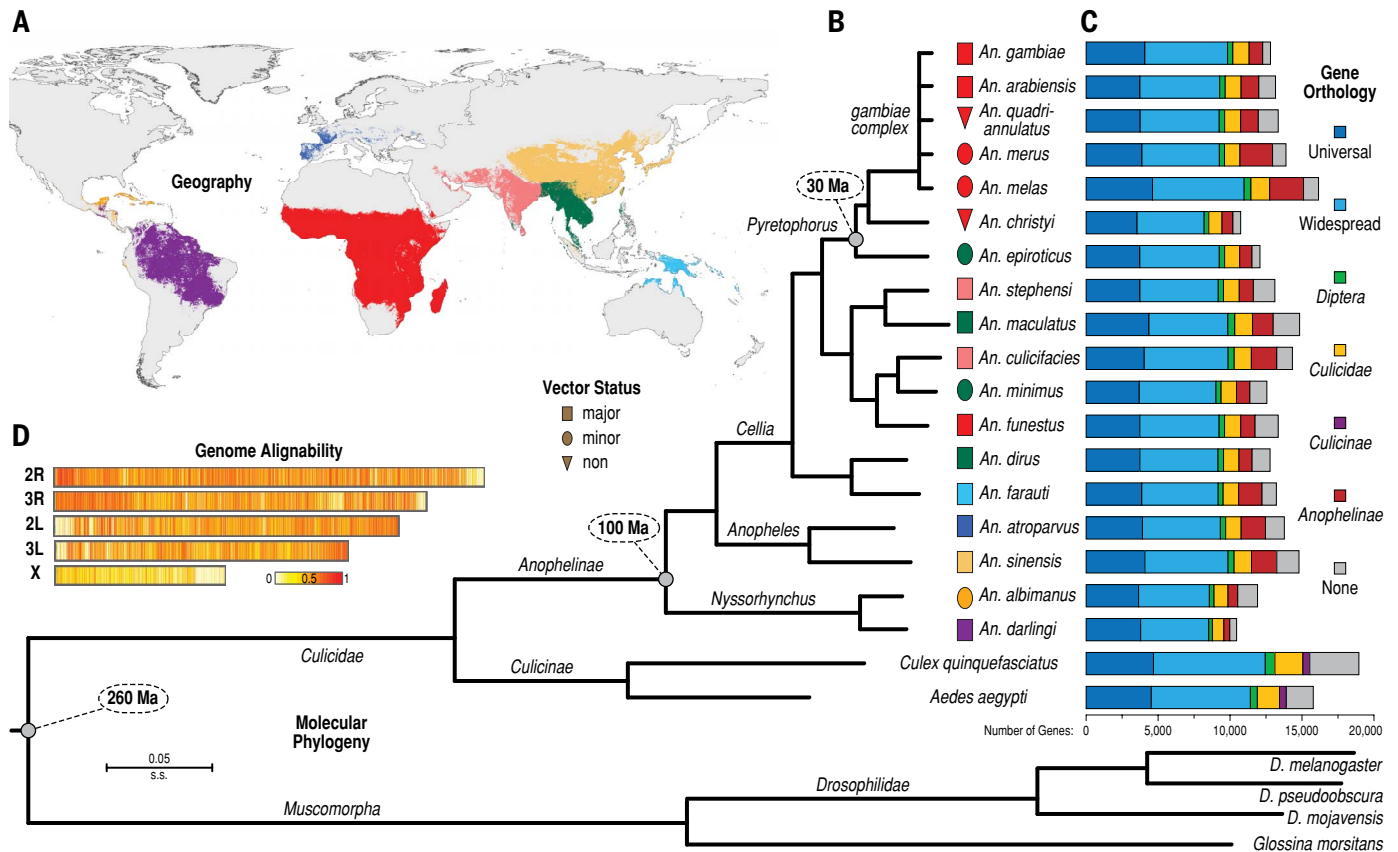 A
Geography
Vector Status
major
minor
non
B
gambiae
complex
30 Ma
Pyretophorus
Cellia
100 Ma
Anopheles
Anophelinae
Nyssorhynchus
Culicidae
Culicinae
260 Ma
Molecular
Phylogeny
0.05
s.s.
Muscomorpha
Drosophilidae
An. gambiae
An. arabiensis
An. quadri-
annulatus
An. merus
An. melas
An. christyi
An. epiroticus
An. stephensi
An. maculatus
An. culicifacies
An. minimus
An. funestus
An. dirus
An. farauti
An. atroparvus
An. sinensis
An. albimanus
An. darlingi
Culex quinquefasciatus
Aedes aegypti
D. melanogaster
D. pseudoobscura
D. mojavensis
Glossina morsitans
C
Gene
Orthology
Universal
Widespread
Diptera
Culicidae
Culicinae
Anophelinae
None
Number of Genes: 0 5,000 10,000 15,000 20,000
D
Genome Alignability
2R
3R
2L
3L
X
0 0.5 1